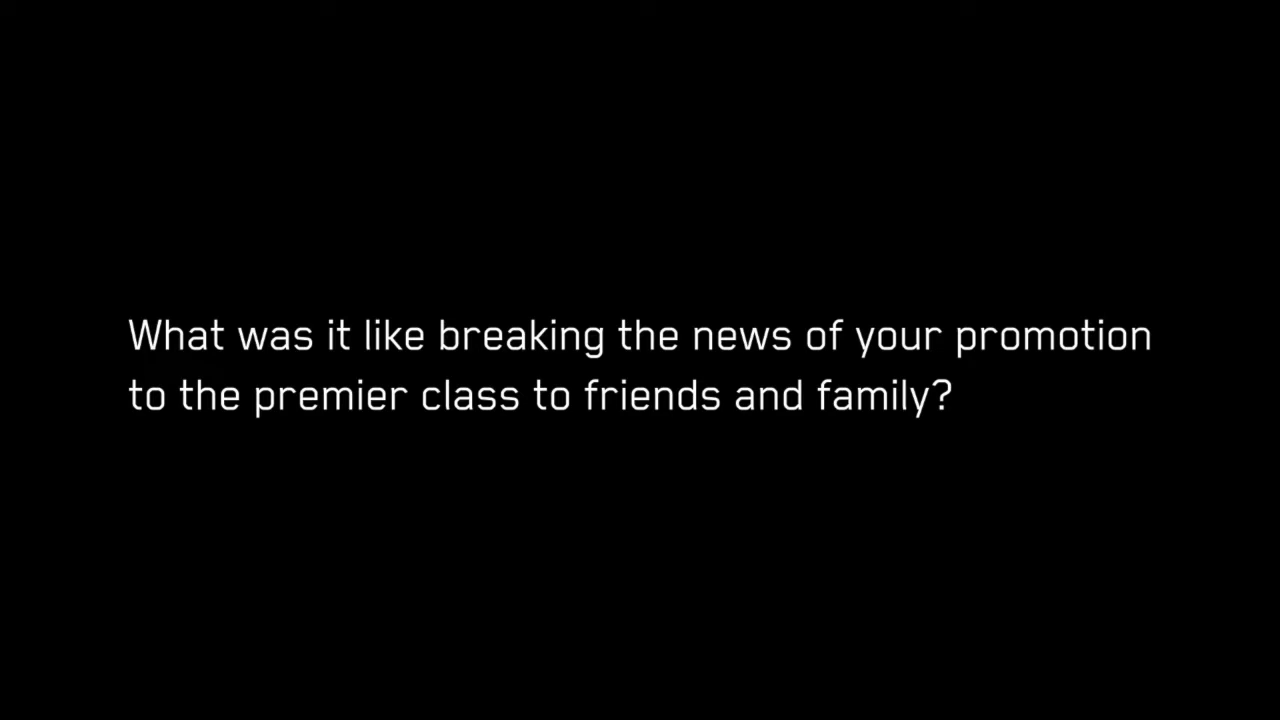 What was it like breaking the news of your promotion
to the premier class to friends and family?